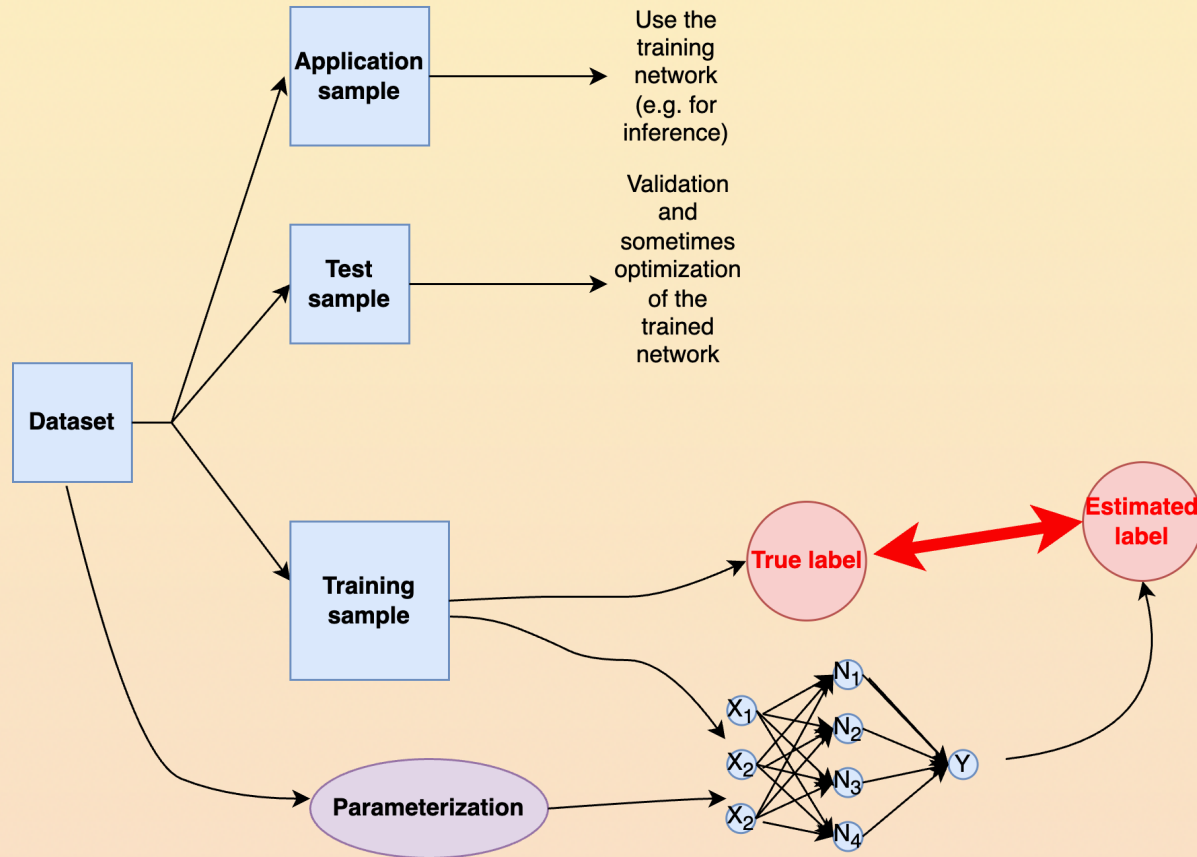 Application
sample
Use the
training
network
(e.g. for
inference)
Test
sample
Validation
and
sometimes
optimization
of the
trained
network
Dataset
Training
sample
True label
Estimated
label
Parameterization
X1
X2
X2
N1
N2
N3
N4
Y